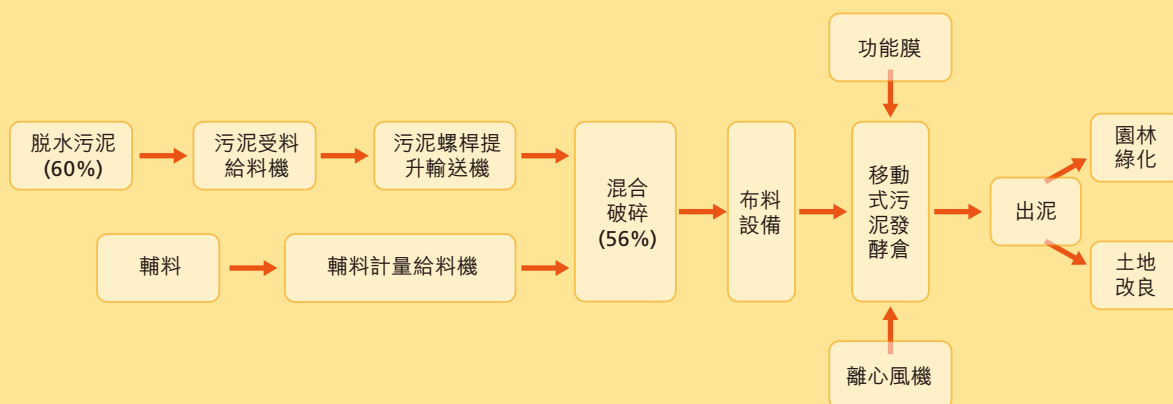 功能膜
脱水污泥
(60%)
污泥受料
給料機
污泥螺桿提
升輸送機
混合
破碎
(56%)
布料
設備
移動
式污
泥發
酵倉
出泥
園林
綠化
土地
改良
輔料
輔料計量給料機
離心風機